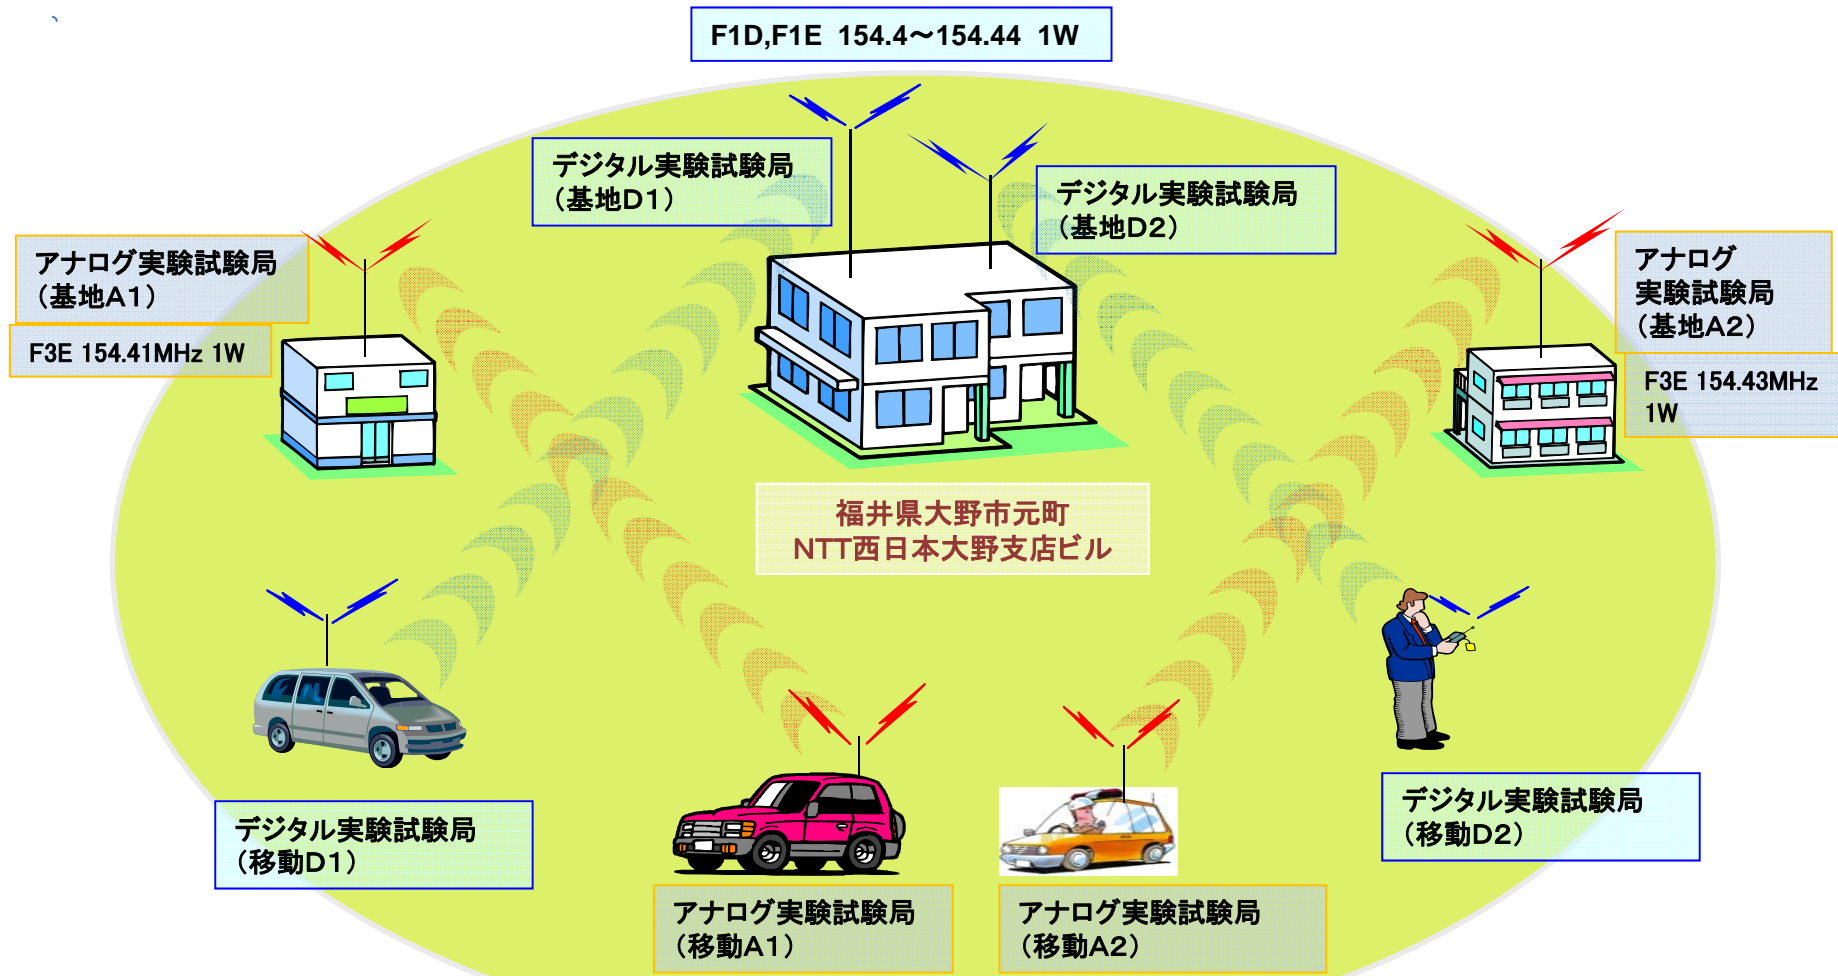 F1D,F1E 154.4～154.44 1W
デジタル実験試験局
（基地D１）
デジタル実験試験局
（基地D２）
アナログ実験試験局
（基地A１）
F3E 154.41MHz 1W
アナログ
実験試験局
（基地A２）
F3E 154.43MHz
1W
福井県大野市元町
NTT西日本大野支店ビル
デジタル実験試験局
（移動D１）
アナログ実験試験局
（移動A１）
アナログ実験試験局
（移動A２）
デジタル実験試験局
（移動D２）